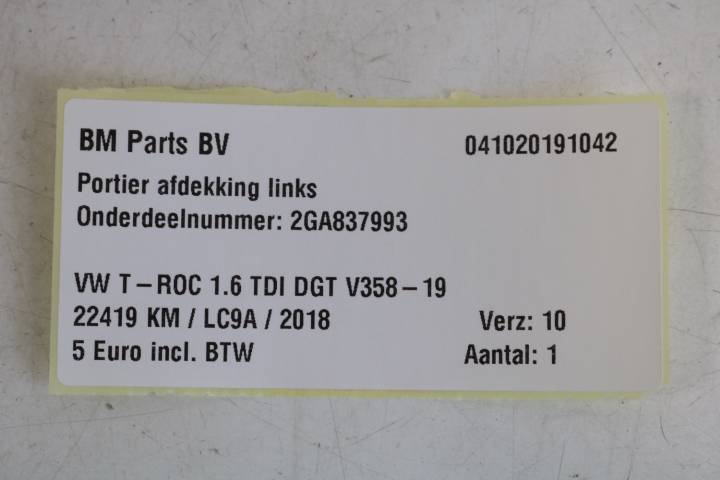 BM Parts BV 041020191042
Portier afdekking links
Onderdeelnummer: 2GA837993
VW T-ROC 1.6 TDI DGT V358-19
22419 KM / LC9A / 2018 Verz: 10
5 Euro incl. BTW Aantal: 1